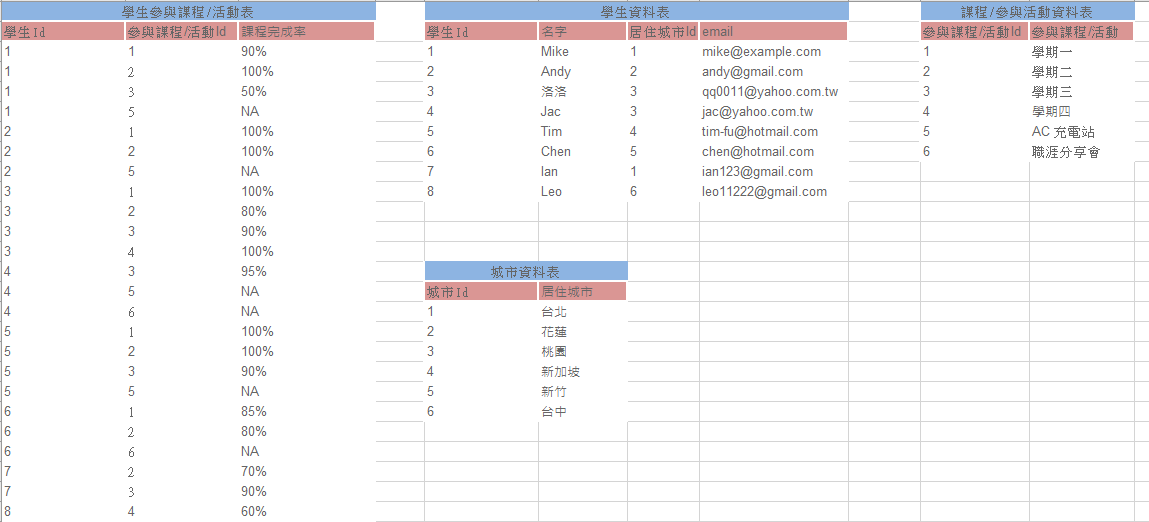 學生參與課程/活動表
學生Id 參與課程/活動Id 課程完成率
1 1 90%
1 2 100%
1 3 50%
1 5 NA
2 1 100%
2 2 100%
2 5 NA
3 1 100%
3 2 80%
3 3 90%
3 4 100%
4 3 95%
4 5 NA
4 6 NA
5 1 100%
5 2 100%
5 3 90%
5 5 NA
6 1 85%
6 2 80%
6 6 NA
7 2 70%
7 3 90%
8 4 60%
學生資料表
學生Id 名字 居住城市Id email
1 Mike 1 mike@example.com
2 Andy 2 andy@gmail.com
3 洛洛 3 qq0011@yahoo.com.tw
4 Jac 3 jac@yahoo.com.tw
5 Tim 4 tim-fu@hotmail.com
6 Chen 5 chen@hotmail.com
7 Ian 1 ian123@gmail.com
8 Leo 6 leo11222@gmail.com
城市資料表
城市Id 居住城市
1 台北
2 花蓮
3 桃園
4 新加坡
5 新竹
6 台中
課程/參與活動資料表
參與課程/活動Id 參與課程/活動
1 學期一
2 學期二
3 學期三
4 學期四
5 AC 充電站
6 職涯分享會